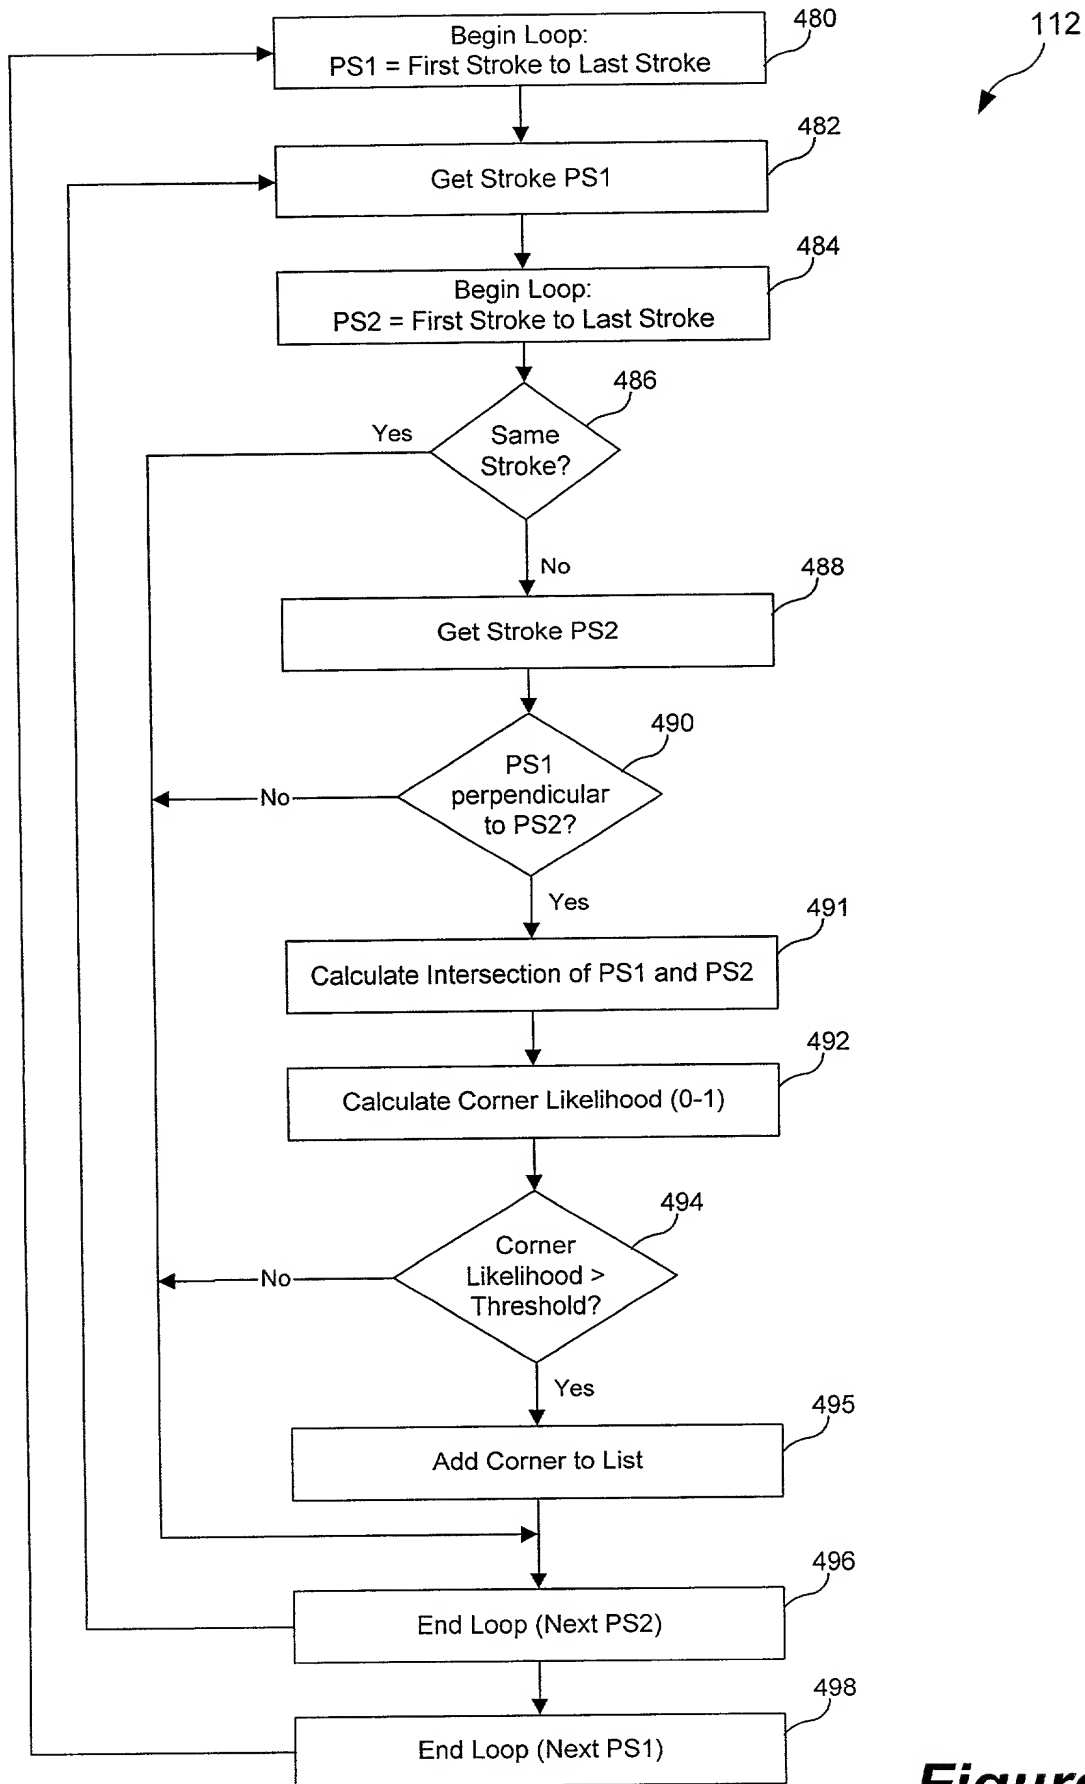 112
480
Begin Loop:
PS1 = First Stroke to Last Stroke
482
Get Stroke PS1
484
Begin Loop:
PS2 = First Stroke to Last Stroke
486
Same
Stroke?
Yes
No
488
Get Stroke PS2
490
PS1
perpendicular
to PS2?
No
Yes
491
Calculate Intersection of PS1 and PS2
492
Calculate Corner Likelihood (0-1)
494
Corner
Likelihood >
Threshold?
No
Yes
495
Add Corner to List
496
End Loop (Next PS2)
498
End Loop (Next PS1)